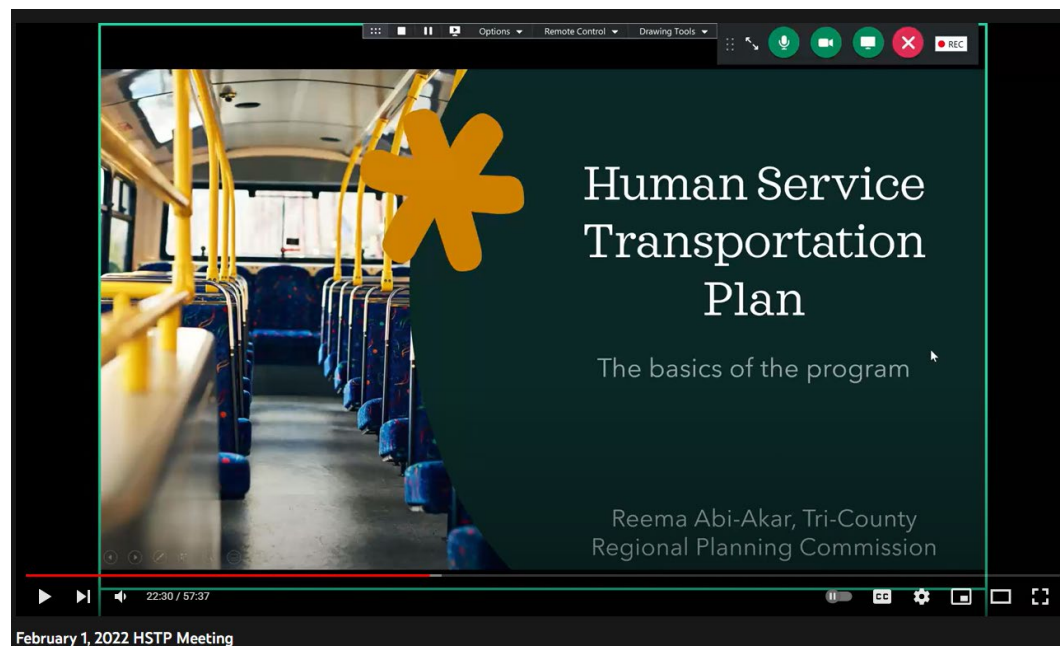 Options Remote Control Drawing Tools
REC
Human Service
Transportation
Plan
The basics of the program
Reema Abi-Akar, Tri-County
Regional Planning Commission
22:30 / 57:37
CC
February 1, 2022 HSTP Meeting